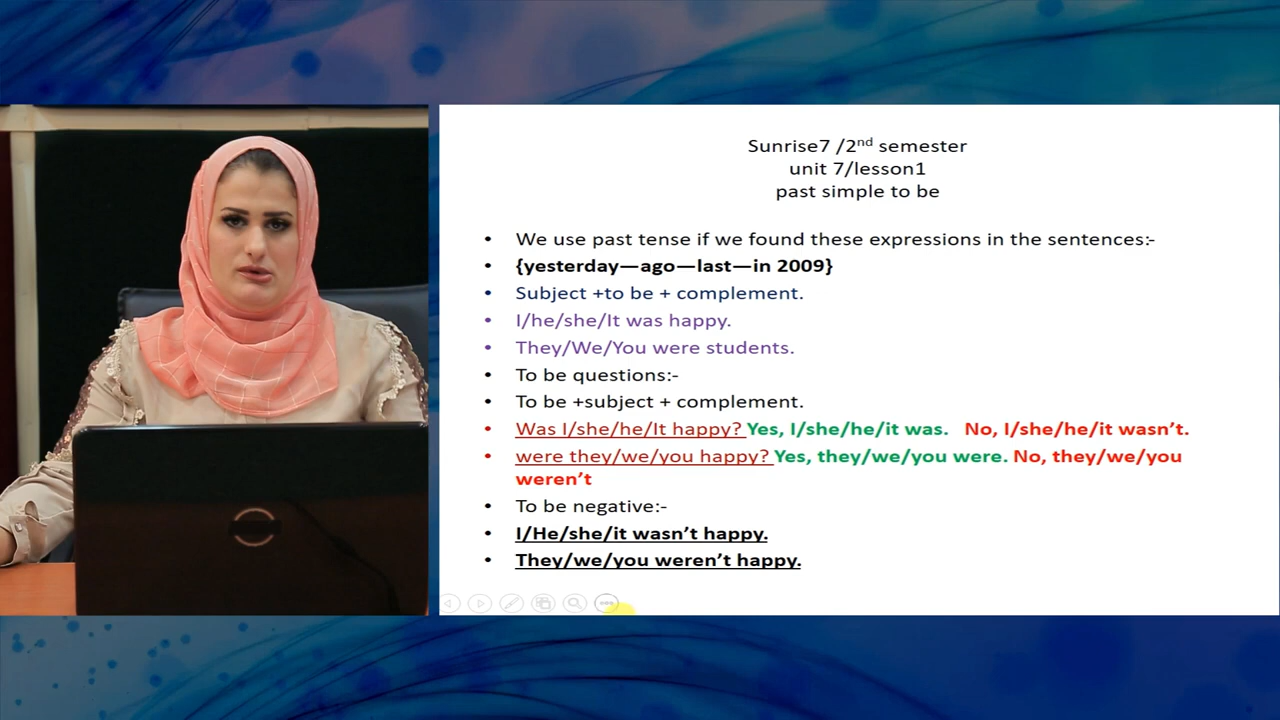 Sunrise7 /2nd semester
unit 7/lesson1
past simple to be
• We use past tense if we found these expressions in the sentences:-
• {yesterday—ago—last—in 2009}
• Subject +to be + complement.
• I/he/she/It was happy.
• They/We/You were students.
• To be questions:-
• To be +subject + complement.
• Was I/she/he/It happy? Yes, I/she/he/it was. No, I/she/he/it wasn't.
• were they/we/you happy? Yes, they/we/you were. No, they/we/you
weren't
• To be negative:-
• I/He/she/it wasn't happy.
• They/we/you weren't happy.